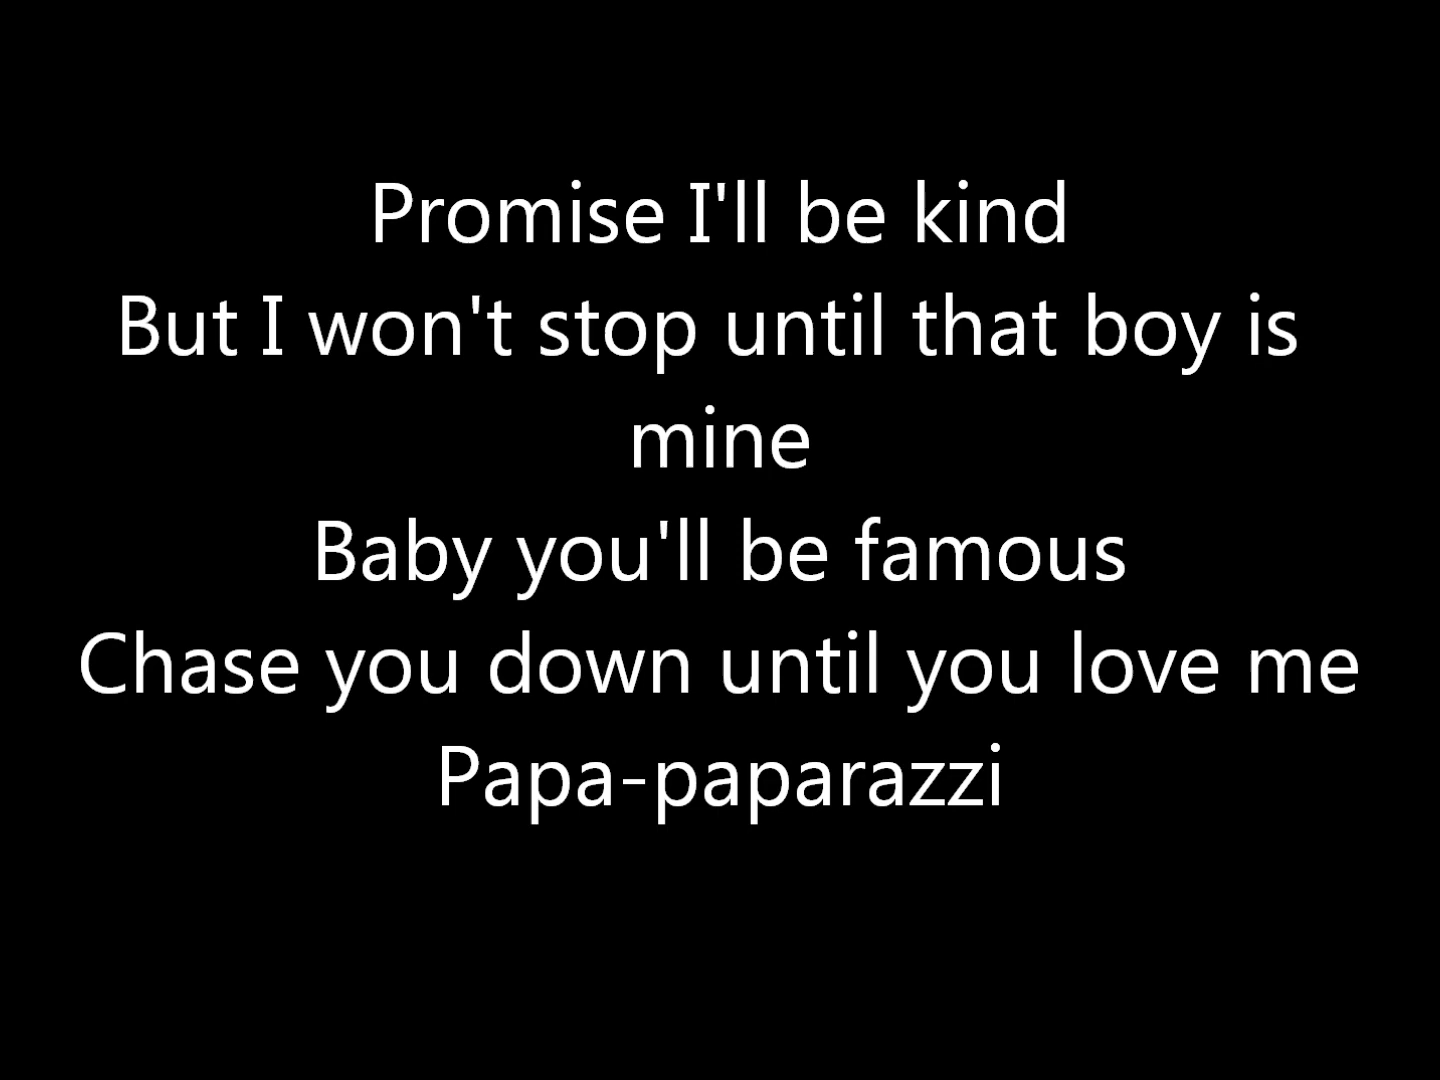 Promise I'll be kind
But I won't stop until that boy is
mine
Baby you'll be famous
Chase you down until you love me
Papa-paparazzi